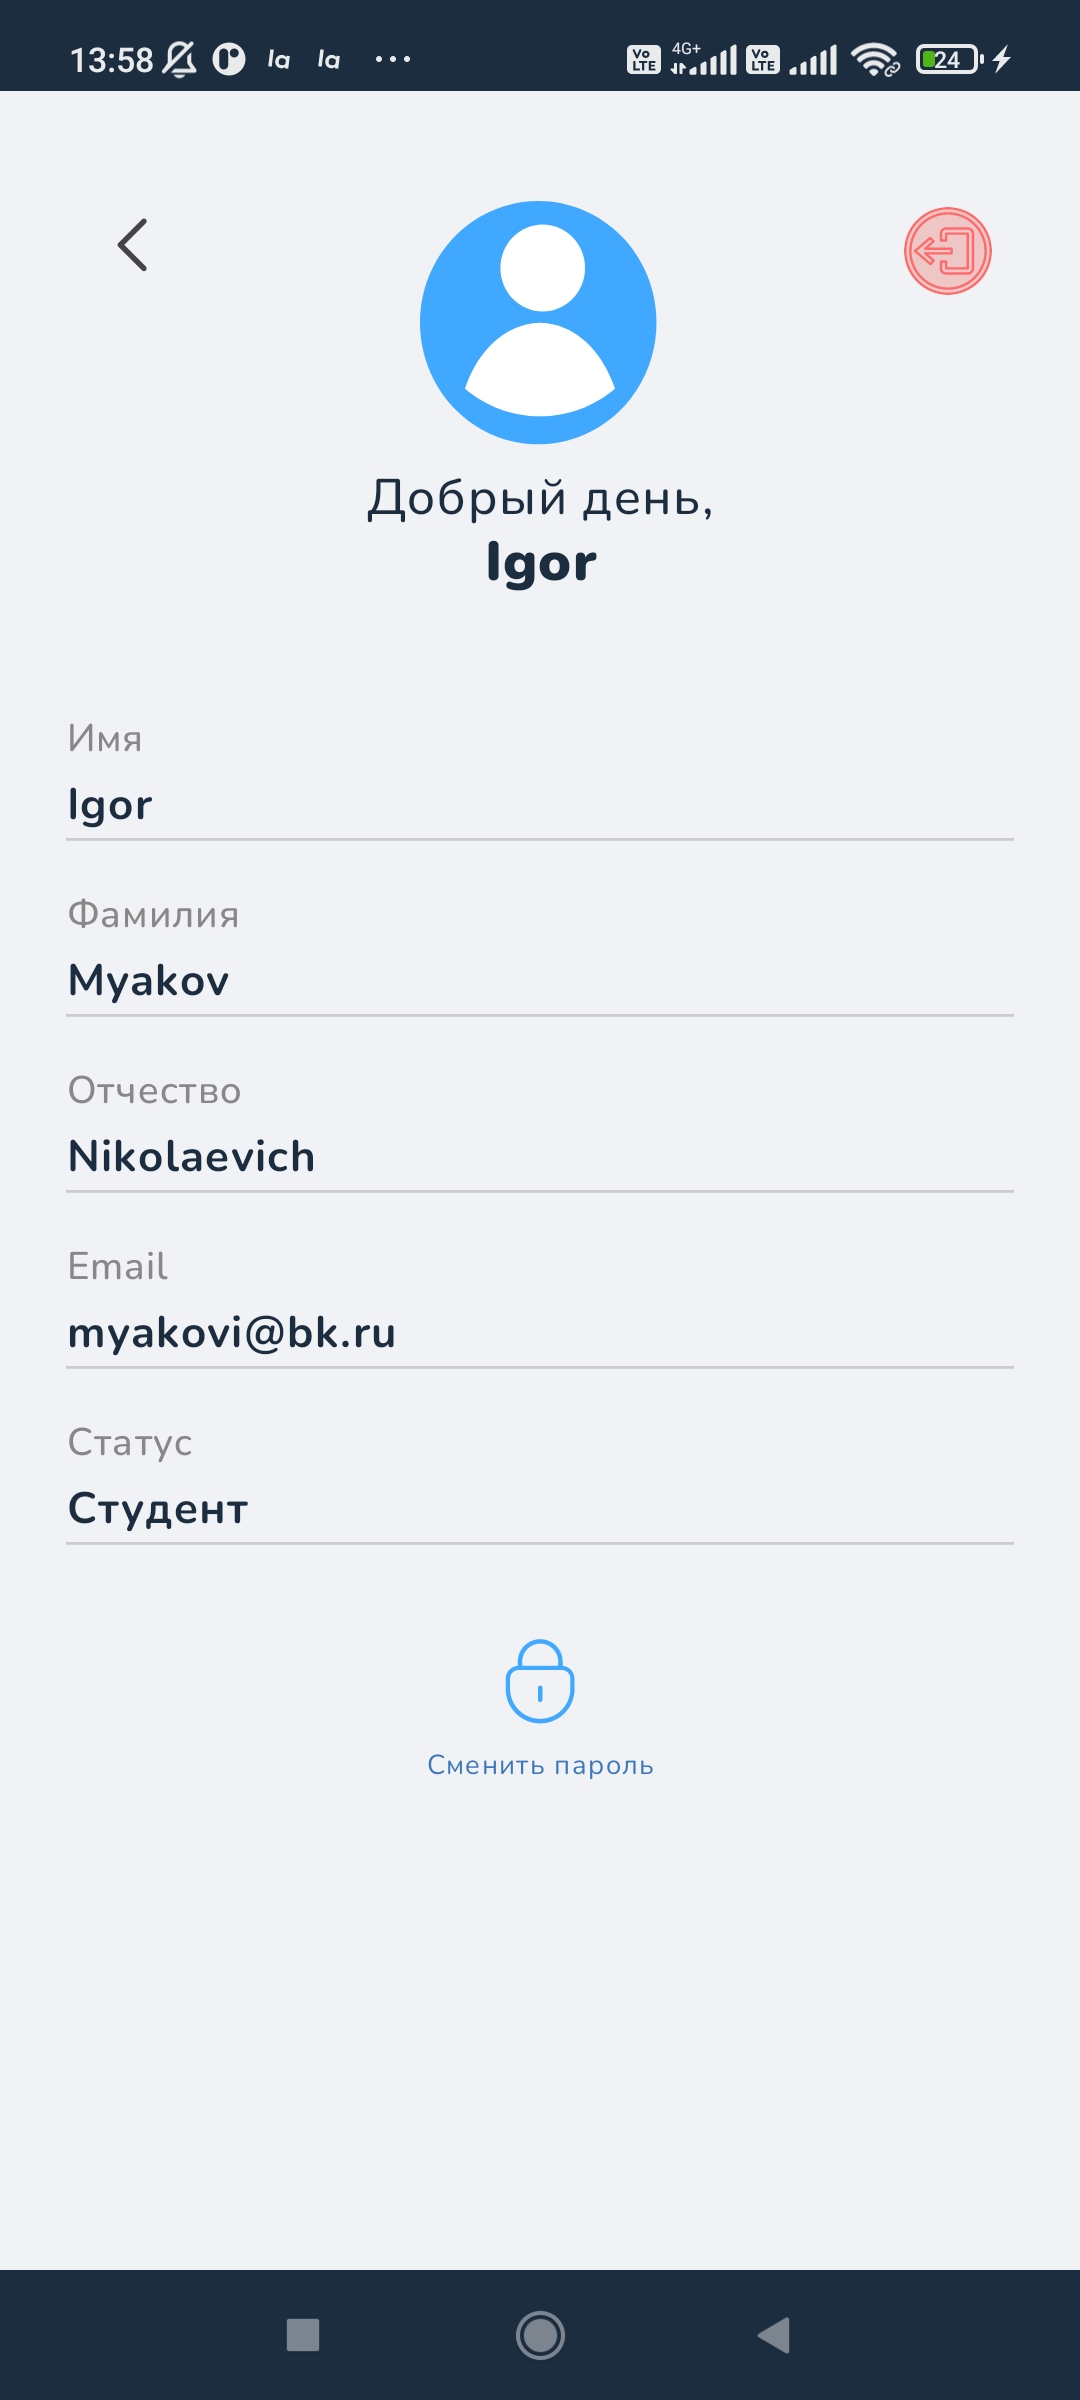 13:58 la la ... Vo LTE 4G+ Vo LTE 24
Добрый день,
Igor
Имя
Igor
Фамилия
Myakov
Отчество
Nikolaevich
Email
myakovi@bk.ru
Статус
Студент
Сменить пароль